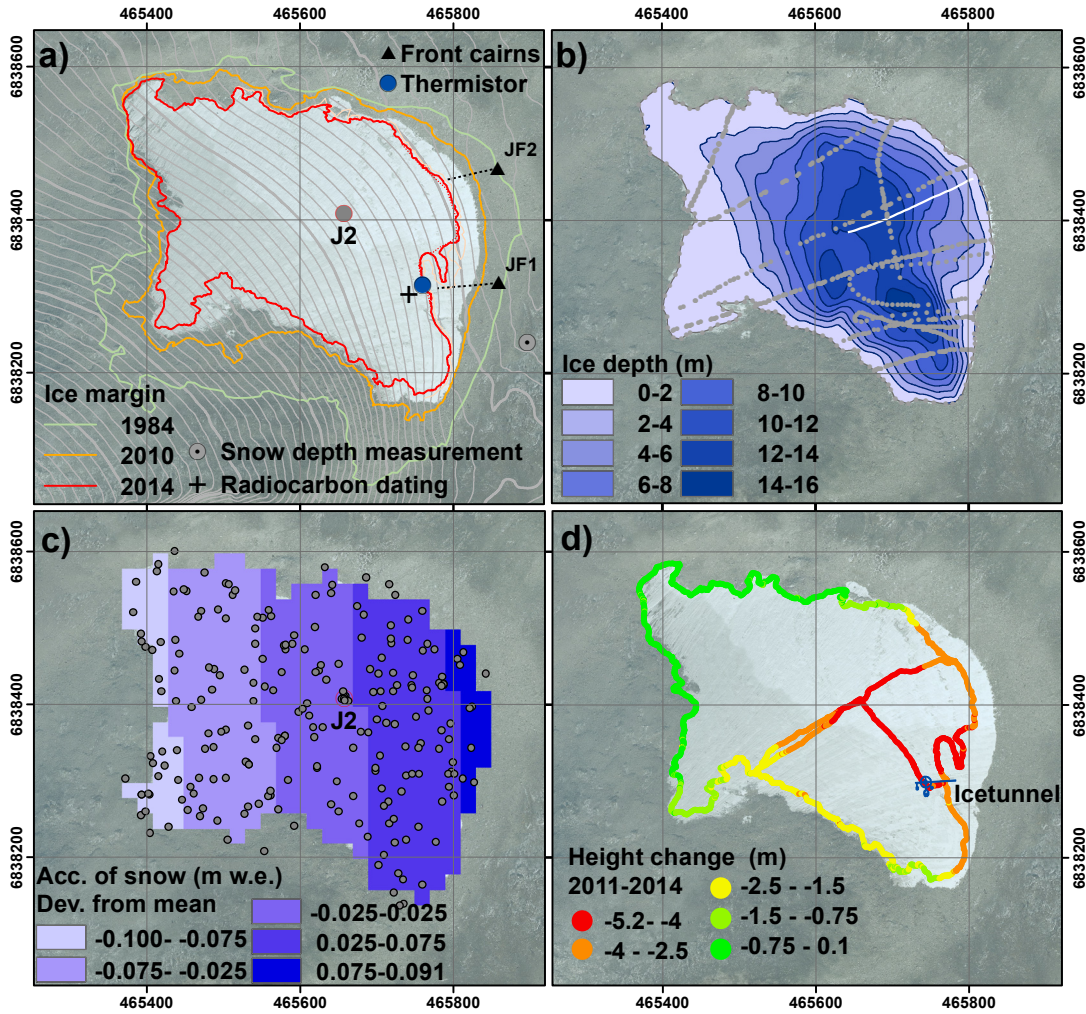 465400 465600 465800 465400 465600 465800
a)
Front cairns
Thermistor
JF2
J2
JF1
Ice margin
1984
2010
2014
Snow depth measurement
Radiocarbon dating
6838600
6838400
6838200
b)
Ice depth (m)
0-2 8-10
2-4 10-12
4-6 12-14
6-8 14-16
6838600
6838400
6838200
c)
J2
Acc. of snow (m w.e.)
Dev. from mean
-0.100- -0.075
-0.075- -0.025
-0.025-0.025
0.025-0.075
0.075-0.091
6838600
6838400
6838200
d)
Icetunnel
Height change (m)
2011-2014
-5.2- -4
-4 - -2.5
-2.5 - -1.5
-1.5 - -0.75
-0.75 - 0.1
6838600
6838400
6838200
465400 465600 465800 465400 465600 465800